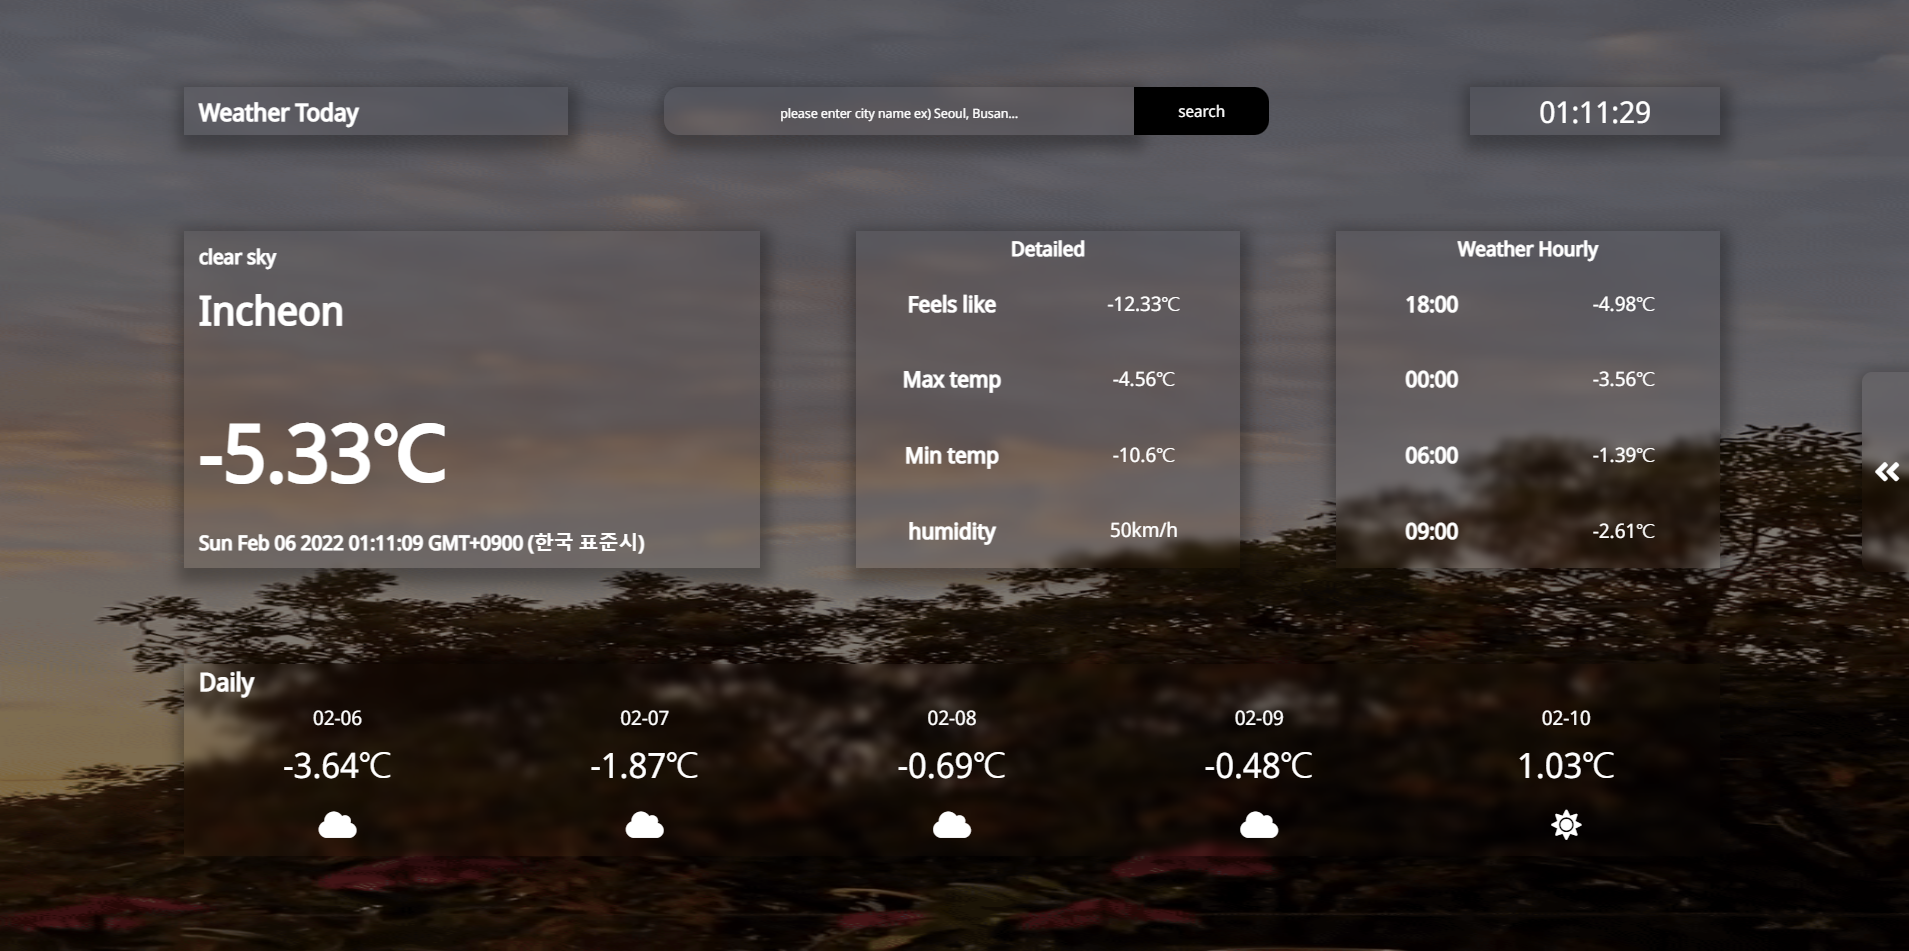 Weather Today
please enter city name ex) Seoul, Busan...
search
01:11:29
clear sky
Incheon
-5.33℃
Sun Feb 06 2022 01:11:09 GMT+0900 (한국 표준시)
Detailed
Feels like -12.33℃
Max temp -4.56℃
Min temp -10.6℃
humidity 50km/h
Weather Hourly
18:00 -4.98℃
00:00 -3.56℃
06:00 -1.39℃
09:00 -2.61℃
Daily
02-06 02-07 02-08 02-09 02-10
-3.64℃ -1.87℃ -0.69℃ -0.48℃ 1.03℃